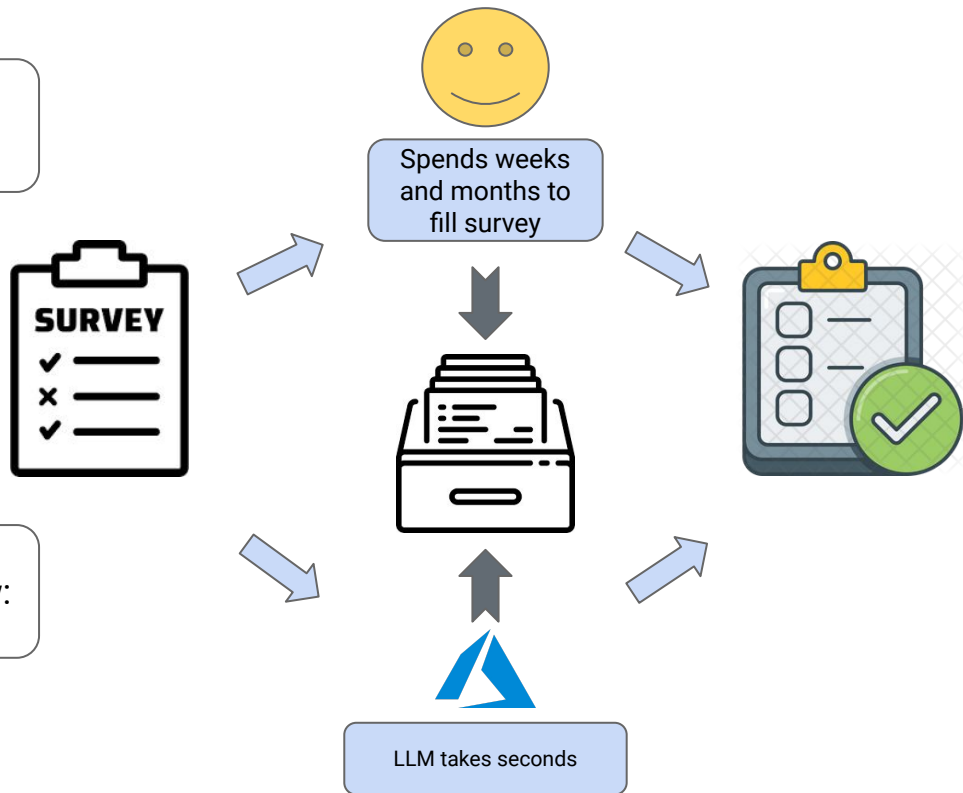 Spends weeks
and months to
fill survey
SURVEY
:
LLM takes seconds